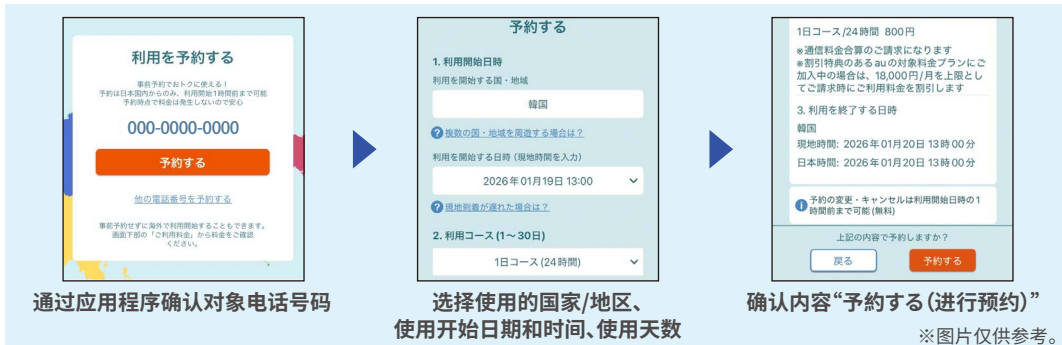 利用を予約する
事前予約でおトクに使える！
予約は日本国内からのみ、利用開始1時間前まで可能
予約時点で料金は発生しないので安心
000-0000-0000
予約する
他の電話番号を予約する
事前予約せずに海外で利用開始することもできます。
画面下部の「ご利用料金」から料金をご確認
ください。
通过应用程序确认对象电话号码
予約する
1. 利用開始日時
利用を開始する国・地域
韓国
複数の国・地域を周遊する場合は？
利用を開始する日時（現地時間を入力）
2026年01月19日 13:00
現地到着が遅れた場合は？
2. 利用コース（1～30日）
1日コース（24時間）
选择使用的国家/地区、
使用开始日期和时间、使用天数
1日コース/24時間 800円
※通信料金合算のご請求になります
※割引特典のあるauの対象料金プランにご
加入中の場合は、18,000円/月を上限とし
てご請求時にご利用料金を割引します
3. 利用を終了する日時
韓国
現地時間: 2026年01月20日 13時00分
日本時間: 2026年01月20日 13時00分
予約の変更・キャンセルは利用開始日時の1
時間前まで可能（無料）
上記の内容で予約しますか？
戻る
予約する
确认内容“予約する（进行预约）”
※图片仅供参考。